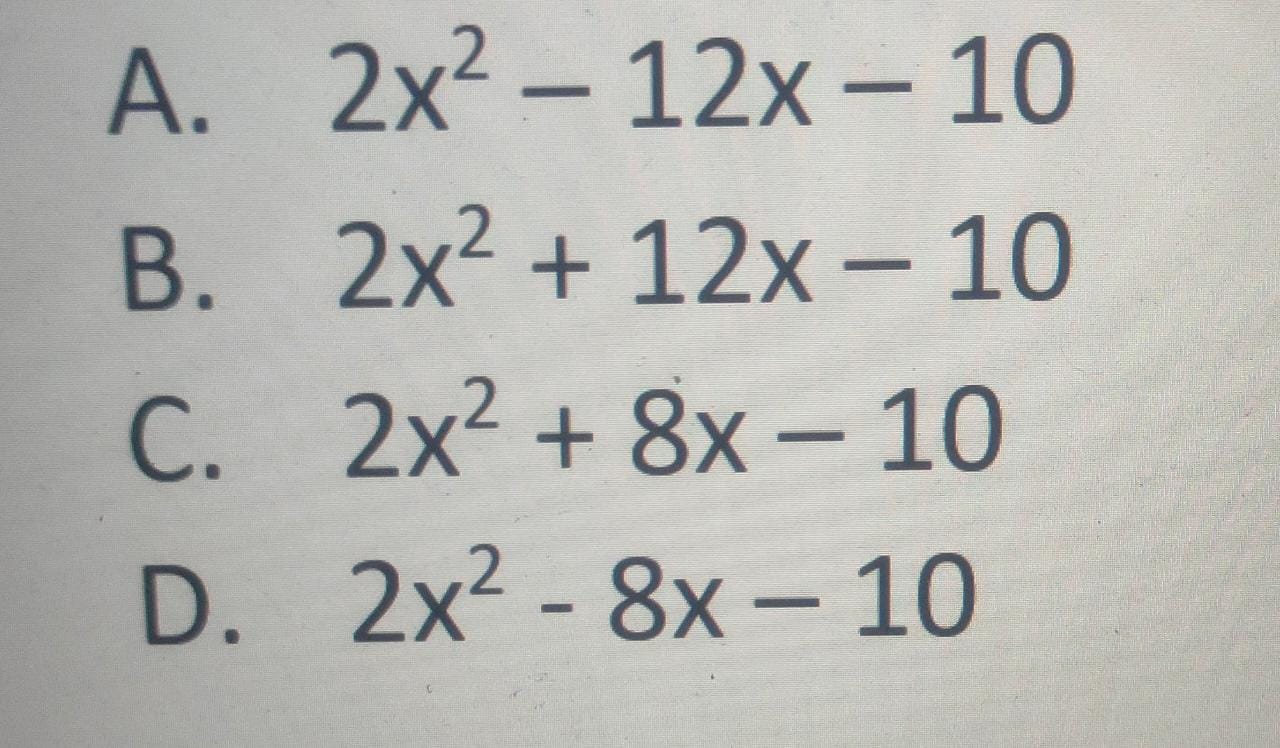 A. 2x² – 12x – 10
B. 2x² + 12x – 10
C. 2x² + 8x – 10
D. 2x² - 8x – 10